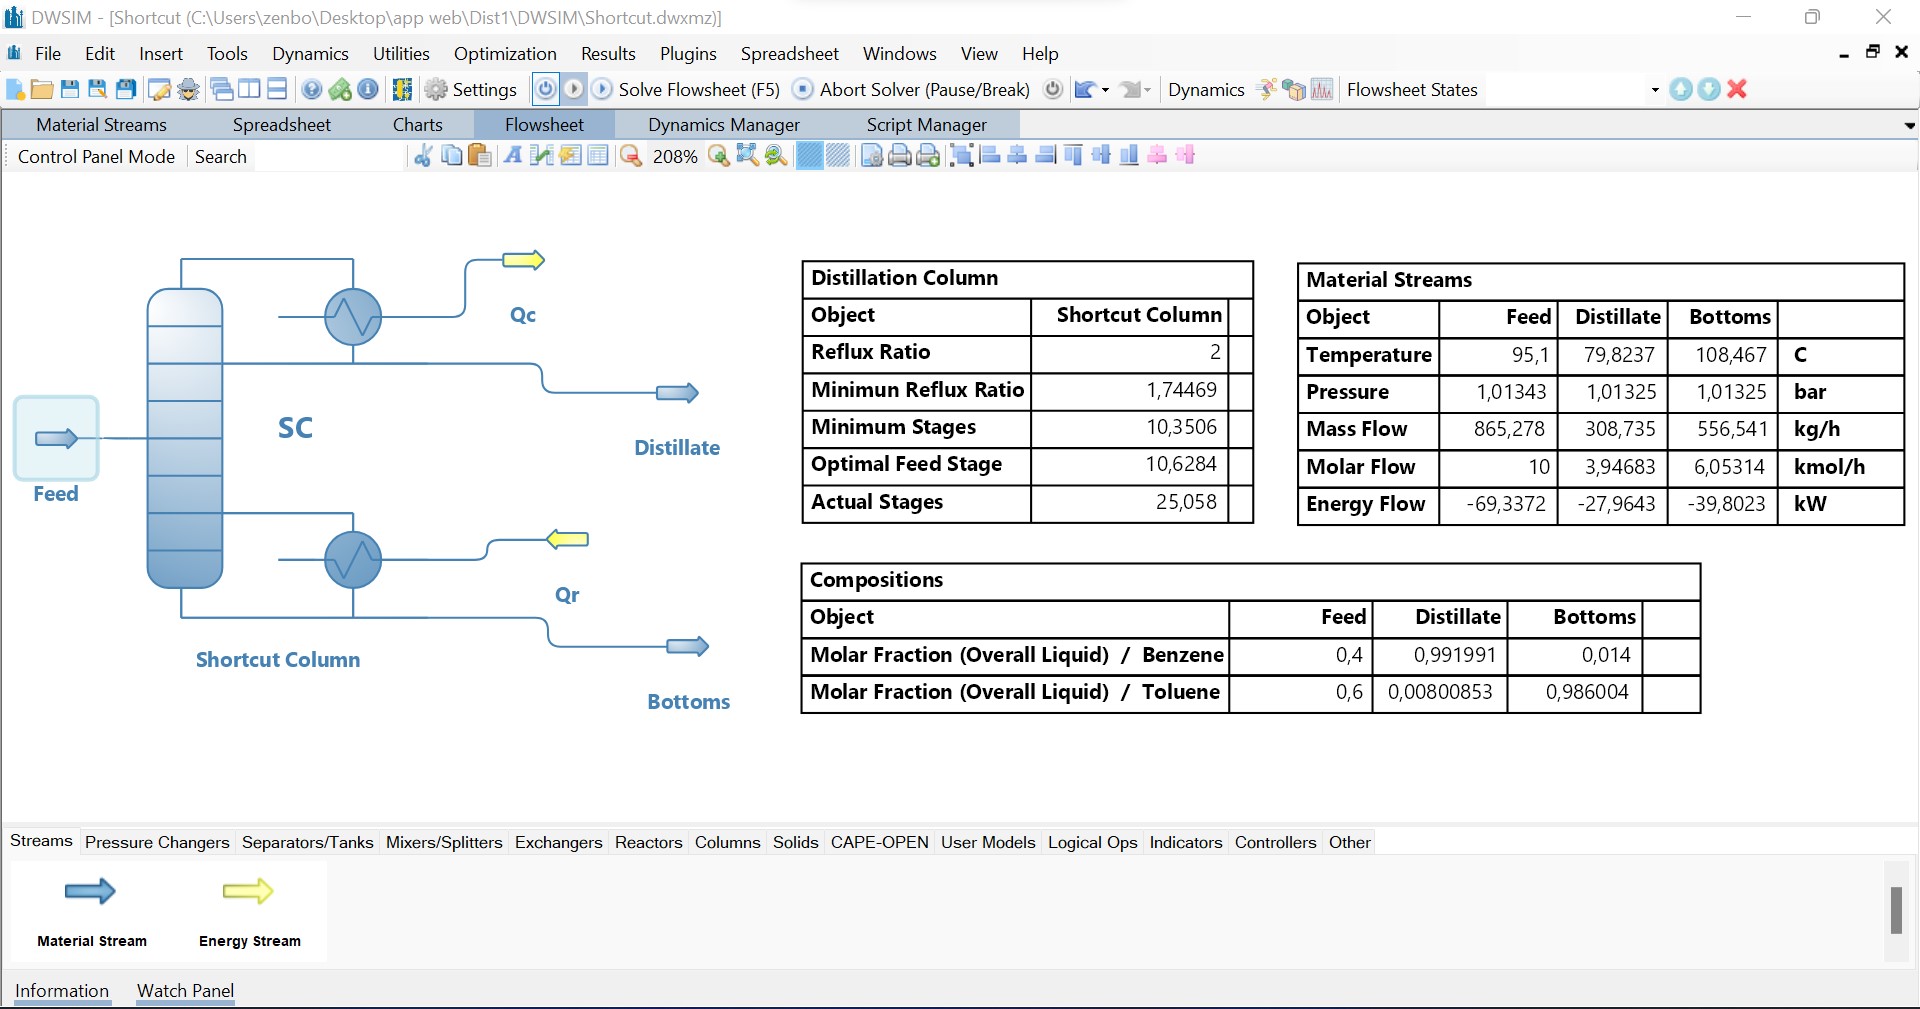 DWSIM - [Shortcut (C:\Users\zenbo\Desktop\app web\Dist1\DWSIM\Shortcut.dwxmz)]
File Edit Insert Tools Dynamics Utilities Optimization Results Plugins Spreadsheet Windows View Help
Settings Solve Flowsheet (F5) Abort Solver (Pause/Break) Dynamics Flowsheet States
Material Streams Spreadsheet Charts Flowsheet Dynamics Manager Script Manager
Control Panel Mode Search 208%
Qc
SC
Distillate
Feed
Qr
Shortcut Column
Bottoms
Distillation Column
Object Shortcut Column
Reflux Ratio 2
Minimun Reflux Ratio 1,74469
Minimum Stages 10,3506
Optimal Feed Stage 10,6284
Actual Stages 25,058
Material Streams
Object Feed Distillate Bottoms
Temperature 95,1 79,8237 108,467 C
Pressure 1,01343 1,01325 1,01325 bar
Mass Flow 865,278 308,735 556,541 kg/h
Molar Flow 10 3,94683 6,05314 kmol/h
Energy Flow -69,3372 -27,9643 -39,8023 kW
Compositions
Object Feed Distillate Bottoms
Molar Fraction (Overall Liquid) / Benzene 0,4 0,991991 0,014
Molar Fraction (Overall Liquid) / Toluene 0,6 0,00800853 0,986004
Streams Pressure Changers Separators/Tanks Mixers/Splitters Exchangers Reactors Columns Solids CAPE-OPEN User Models Logical Ops Indicators Controllers Other
Material Stream Energy Stream
Information Watch Panel